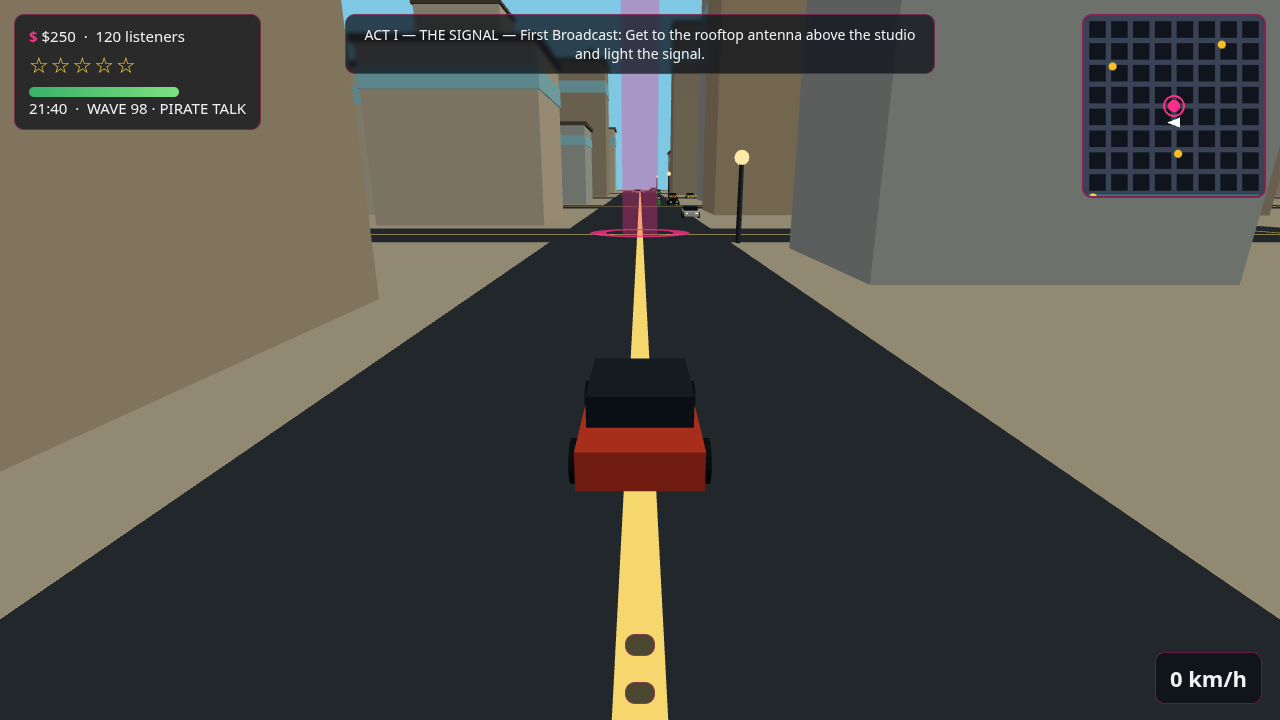 $ $250 · 120 listeners
☆☆☆☆☆
21:40 · WAVE 98 · PIRATE TALK
ACT I — THE SIGNAL — First Broadcast: Get to the rooftop antenna above the studio
and light the signal.
0 km/h